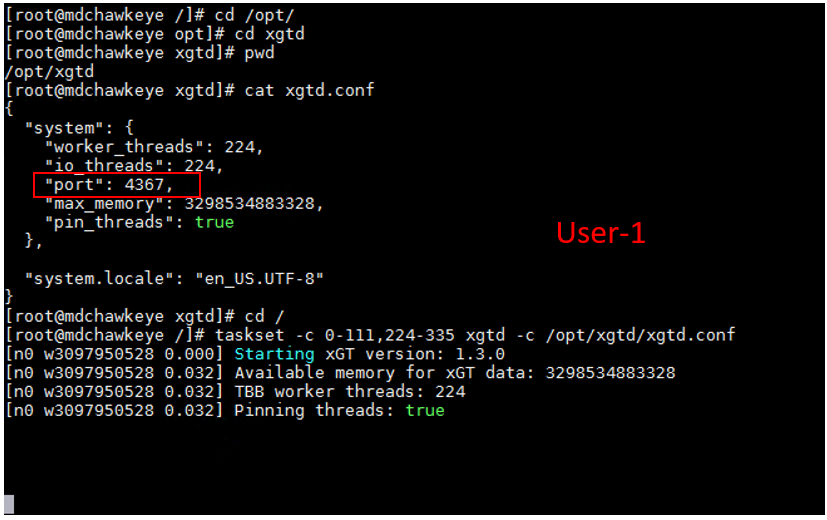 [root@mdchawkeye /]# cd /opt/
[root@mdchawkeye opt]# cd xgtd
[root@mdchawkeye xgtd]# pwd
/opt/xgtd
[root@mdchawkeye xgtd]# cat xgtd.conf
{
  "system": {
    "worker_threads": 224,
    "io_threads": 224,
    "port": 4367,
    "max_memory": 3298534883328,
    "pin_threads": true
  },
User-1
  "system.locale": "en_US.UTF-8"
}
[root@mdchawkeye xgtd]# cd /
[root@mdchawkeye /]# taskset -c 0-111,224-335 xgtd -c /opt/xgtd/xgtd.conf
[n0 w3097950528 0.000] Starting xGT version: 1.3.0
[n0 w3097950528 0.032] Available memory for xGT data: 3298534883328
[n0 w3097950528 0.032] TBB worker threads: 224
[n0 w3097950528 0.032] Pinning threads: true